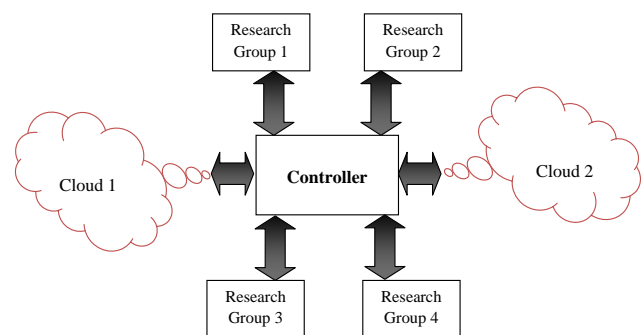 Research
Group 1
Research
Group 2
Cloud 1
Controller
Cloud 2
Research
Group 3
Research
Group 4